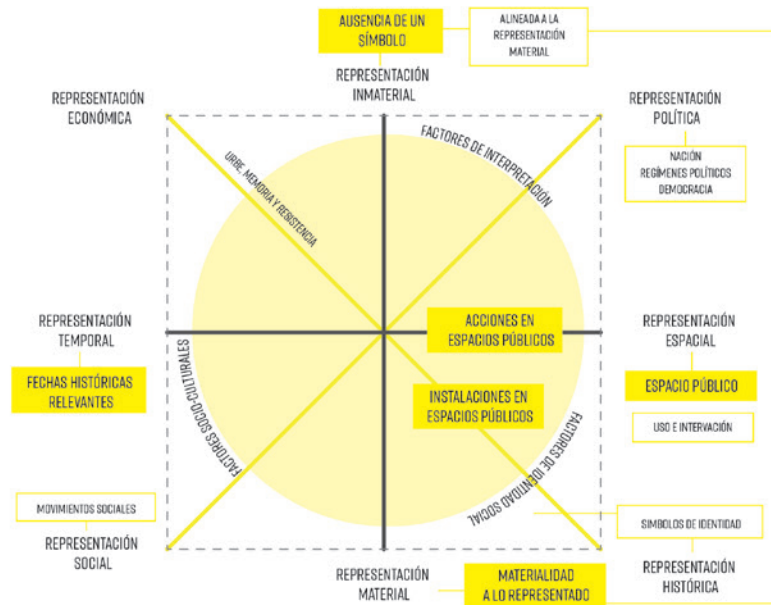 AUSENCIA DE UN
SÍMBOLO
ALINEADA A LA
REPRESENTACIÓN
MATERIAL
REPRESENTACIÓN
INMATERIAL
REPRESENTACIÓN
ECONÓMICA
REPRESENTACIÓN
POLÍTICA
NACIÓN
REGÍMENES POLÍTICOS
DEMOCRACIA
URBE, MEMORIA Y RESISTENCIA
FACTORES DE INTERPRETACIÓN
REPRESENTACIÓN
TEMPORAL
FECHAS HISTÓRICAS
RELEVANTES
ACCIONES EN
ESPACIOS PÚBLICOS
REPRESENTACIÓN
ESPACIAL
ESPACIO PÚBLICO
USO E INTERVACIÓN
INSTALACIONES EN
ESPACIOS PÚBLICOS
FACTORES SOCIO-CULTURALES
FACTORES DE IDENTIDAD SOCIAL
MOVIMIENTOS SOCIALES
REPRESENTACIÓN
SOCIAL
SIMBOLOS DE IDENTIDAD
REPRESENTACIÓN
HISTÓRICA
REPRESENTACIÓN
MATERIAL
MATERIALIDAD
A LO REPRESENTADO